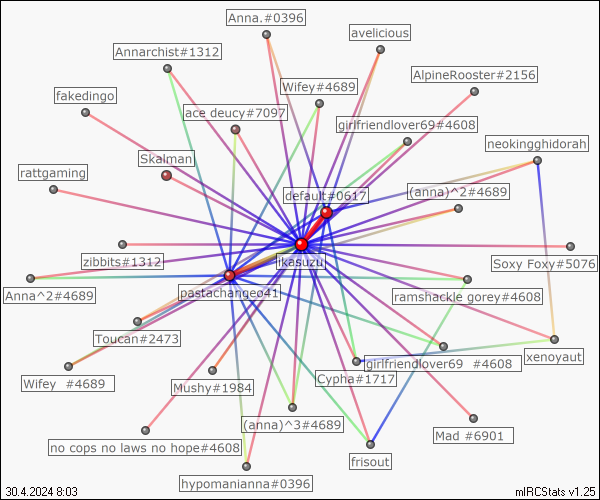 Anna.#0396
avelicious
Annarchist#1312
AlpineRooster#2156
Wifey#4689
fakedingo
ace deucy#7097
girlfriendlover69#4608
neokingghidorah
Skalman
rattgaming
default#0617
(anna)^2#4689
ikasuzu
zibbits#1312
Soxy Foxy#5076
pastachangeo41
Anna^2#4689
ramshackle gorey#4608
Toucan#2473
xenoyaut
girlfriendlover69  #4608
Cypha#1717
Wifey  #4689
Mushy#1984
(anna)^3#4689
Mad #6901
no cops no laws no hope#4608
frisout
hypomanianna#0396
30.4.2024 8:03
mIRCStats v1.25